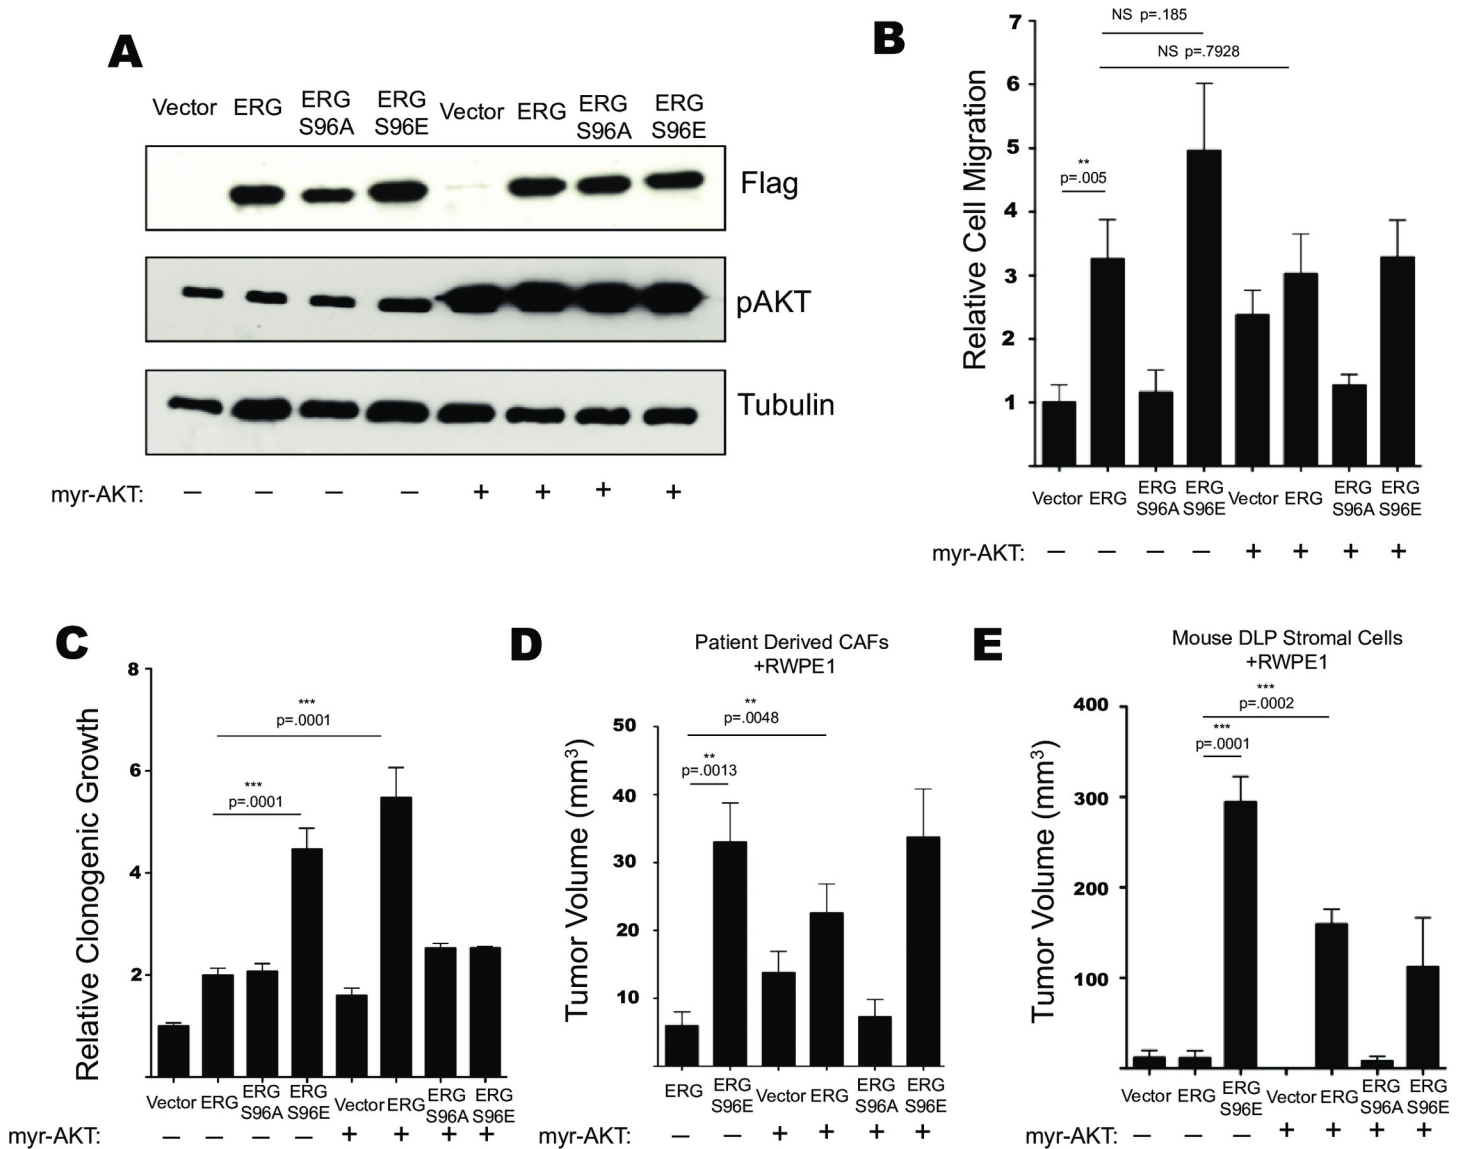 A
Vector ERG ERG S96A ERG S96E Vector ERG ERG S96A ERG S96E
Flag
pAKT
Tubulin
myr-AKT: – – – – + + + +
B
NS p=.185
NS p=.7928
**
p=.005
Relative Cell Migration
7
6
5
4
3
2
1
Vector ERG ERG S96A ERG S96E Vector ERG ERG S96A ERG S96E
myr-AKT: – – – – + + + +
C
***
p=.0001
***
p=.0001
Relative Clonogenic Growth
8
6
4
2
Vector ERG ERG S96A ERG S96E Vector ERG ERG S96A ERG S96E
myr-AKT: – – – – + + + +
D
Patient Derived CAFs
+RWPE1
**
p=.0048
**
p=.0013
Tumor Volume (mm³)
50
40
30
20
10
ERG ERG S96E Vector ERG ERG S96A ERG S96E
myr-AKT: – – + + + +
E
Mouse DLP Stromal Cells
+RWPE1
***
p=.0002
***
p=.0001
Tumor Volume (mm³)
400
300
200
100
Vector ERG ERG S96E Vector ERG ERG S96A ERG S96E
myr-AKT: – – – + + + +